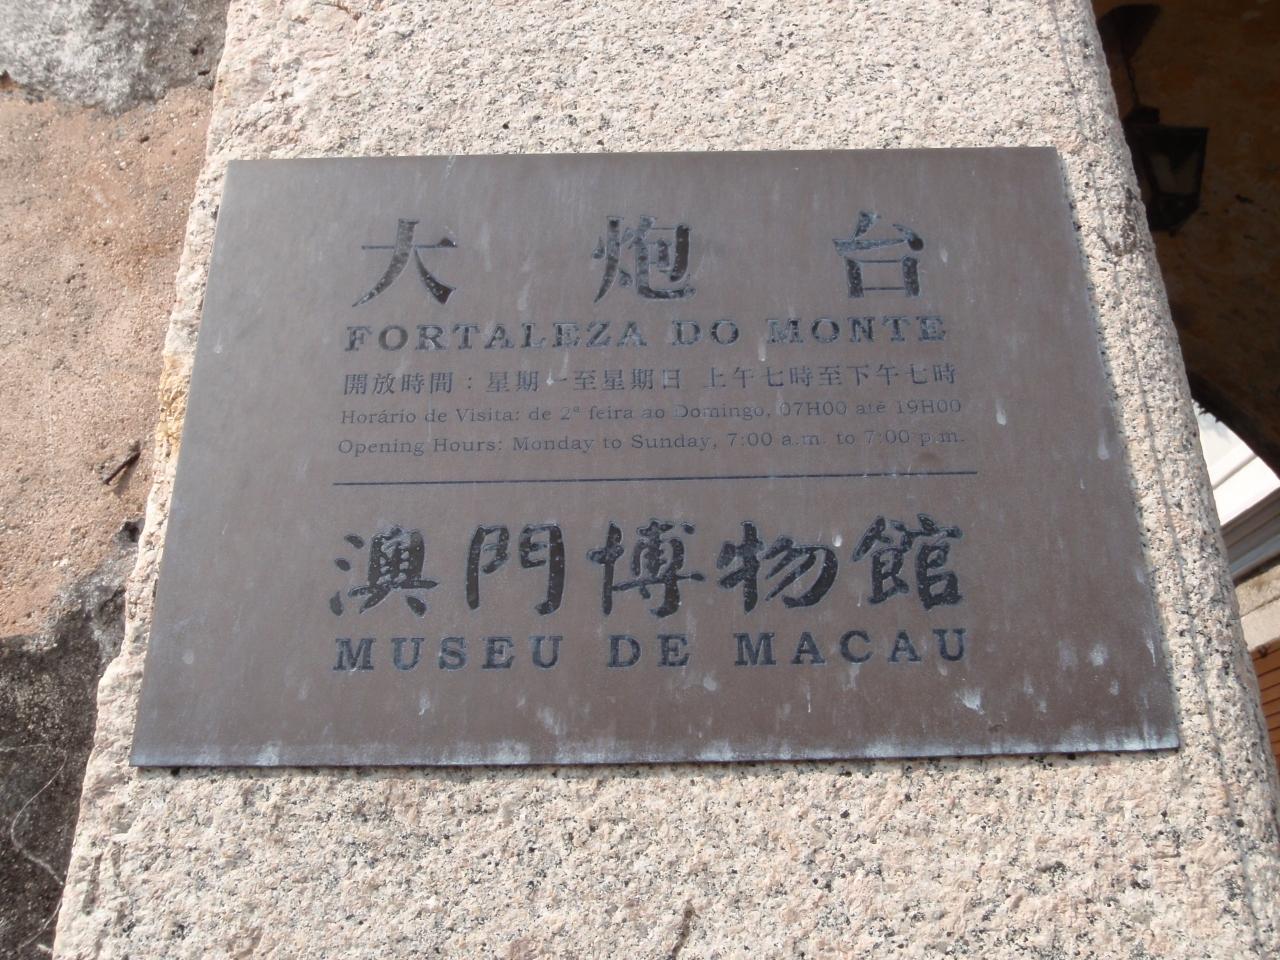 大炮台
FORTALEZA DO MONTE
開放時間：星期一至星期日 上午七時至下午七時
Horário de Visita: de 2ª feira ao Domingo, 07H00 até 19H00
Opening Hours: Monday to Sunday, 7:00 a.m. to 7:00 p.m.
澳門博物館
MUSEU DE MACAU